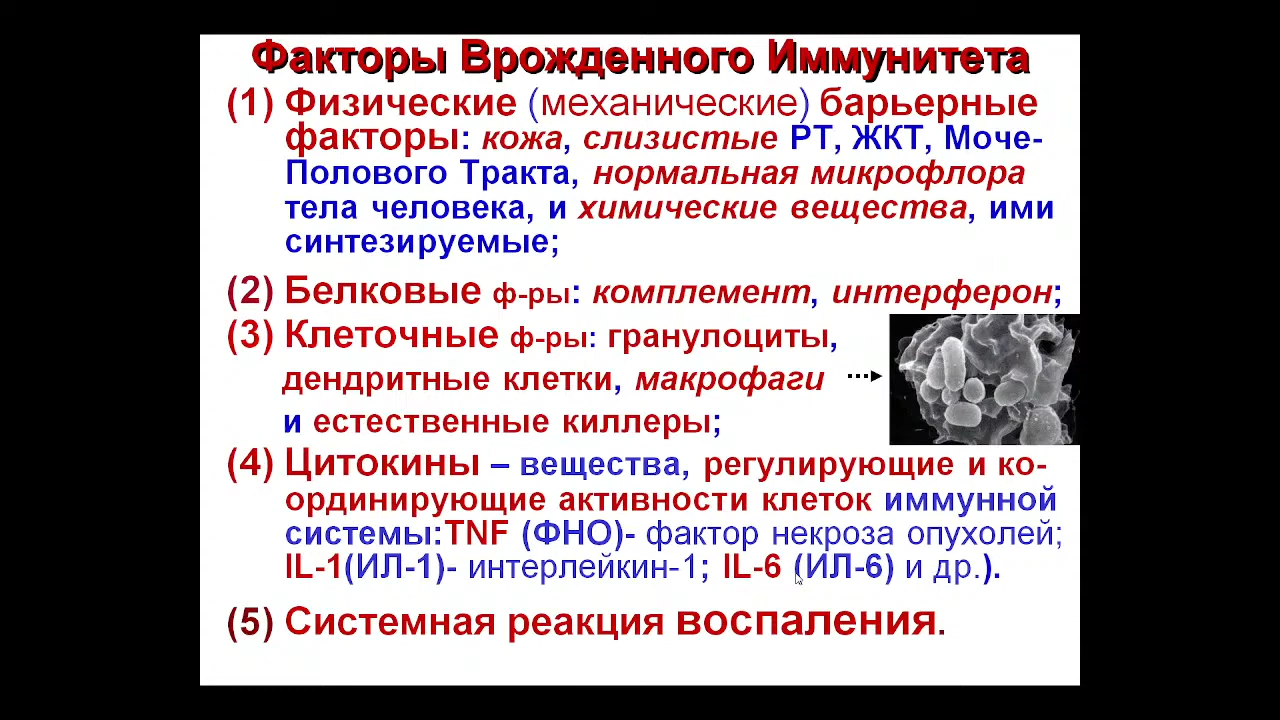 Факторы Врожденного Иммунитета
(1) Физические (механические) барьерные
факторы: кожа, слизистые РТ, ЖКТ, Моче-
Полового Тракта, нормальная микрофлора
тела человека, и химические вещества, ими
синтезируемые;
(2) Белковые ф-ры: комплемент, интерферон;
(3) Клеточные ф-ры: гранулоциты,
дендритные клетки, макрофаги
и естественные киллеры;
(4) Цитокины – вещества, регулирующие и ко-
ординирующие активности клеток иммунной
системы:TNF (ФНО)- фактор некроза опухолей;
IL-1(ИЛ-1)- интерлейкин-1; IL-6 (ИЛ-6) и др.).
(5) Системная реакция воспаления.